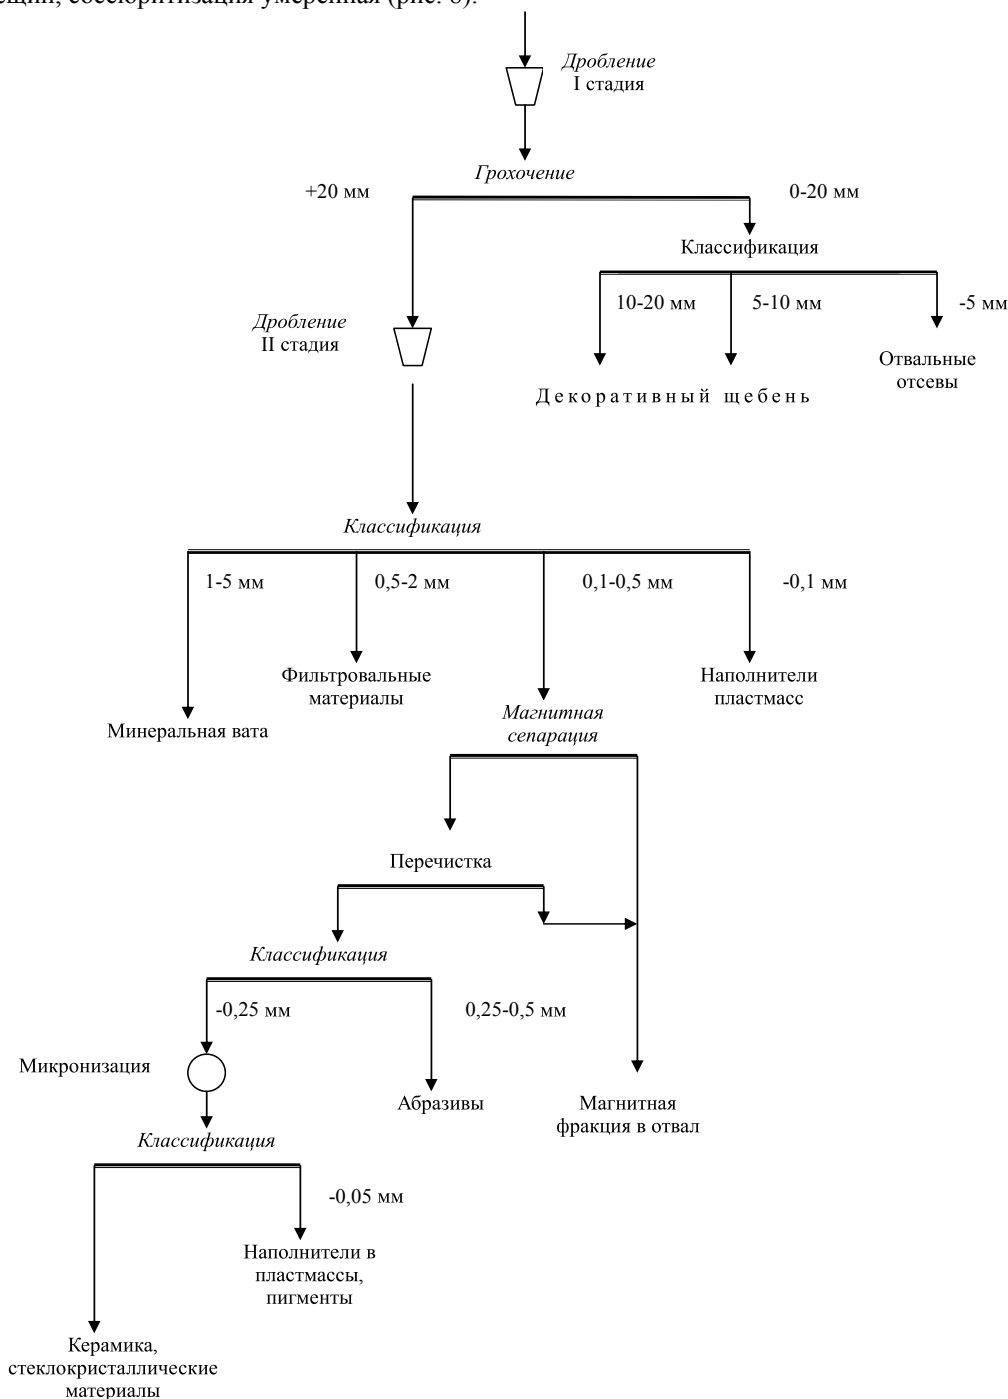 соссюритизация умеренная (рис. 6).
Дробление
I стадия
Грохочение
+20 мм
0-20 мм
Классификация
10-20 мм
5-10 мм
-5 мм
Дробление
II стадия
Отвальные
отсевы
Декоративный щебень
Классификация
1-5 мм
0,5-2 мм
0,1-0,5 мм
-0,1 мм
Фильтровальные
материалы
Наполнители
пластмасс
Минеральная вата
Магнитная
сепарация
Перечистка
Классификация
-0,25 мм
0,25-0,5 мм
Микронизация
Абразивы
Магнитная
фракция в отвал
Классификация
-0,05 мм
Наполнители в
пластмассы,
пигменты
Керамика,
стеклокристаллические
материалы